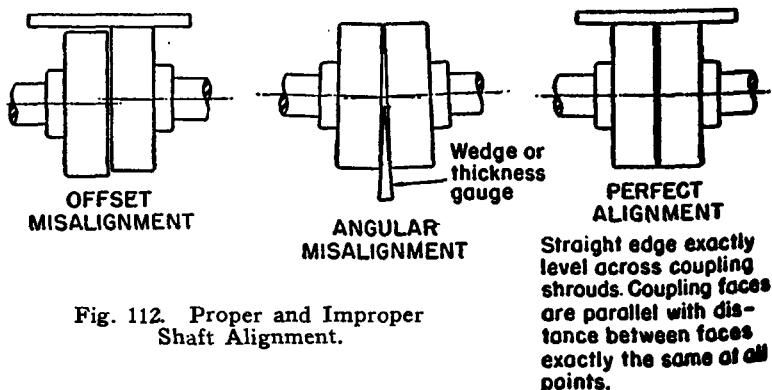 OFFSET
MISALIGNMENT
Wedge or
thickness
gauge
ANGULAR
MISALIGNMENT
PERFECT
ALIGNMENT
Straight edge exactly
level across coupling
shrouds. Coupling faces
are parallel with dis-
tance between faces
exactly the same at all
points.
Fig. 112. Proper and Improper
Shaft Alignment.